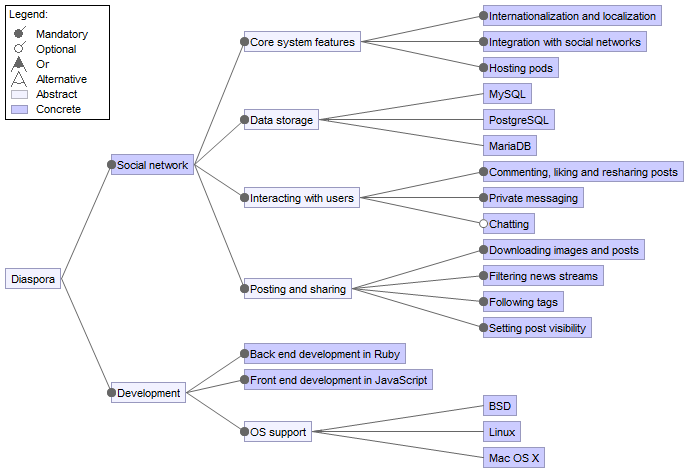 Legend:
Mandatory
Optional
Or
Alternative
Abstract
Concrete
Diaspora
Social network
Core system features
Internationalization and localization
Integration with social networks
Hosting pods
Data storage
MySQL
PostgreSQL
MariaDB
Interacting with users
Commenting, liking and resharing posts
Private messaging
Chatting
Posting and sharing
Downloading images and posts
Filtering news streams
Following tags
Setting post visibility
Development
Back end development in Ruby
Front end development in JavaScript
OS support
BSD
Linux
Mac OS X